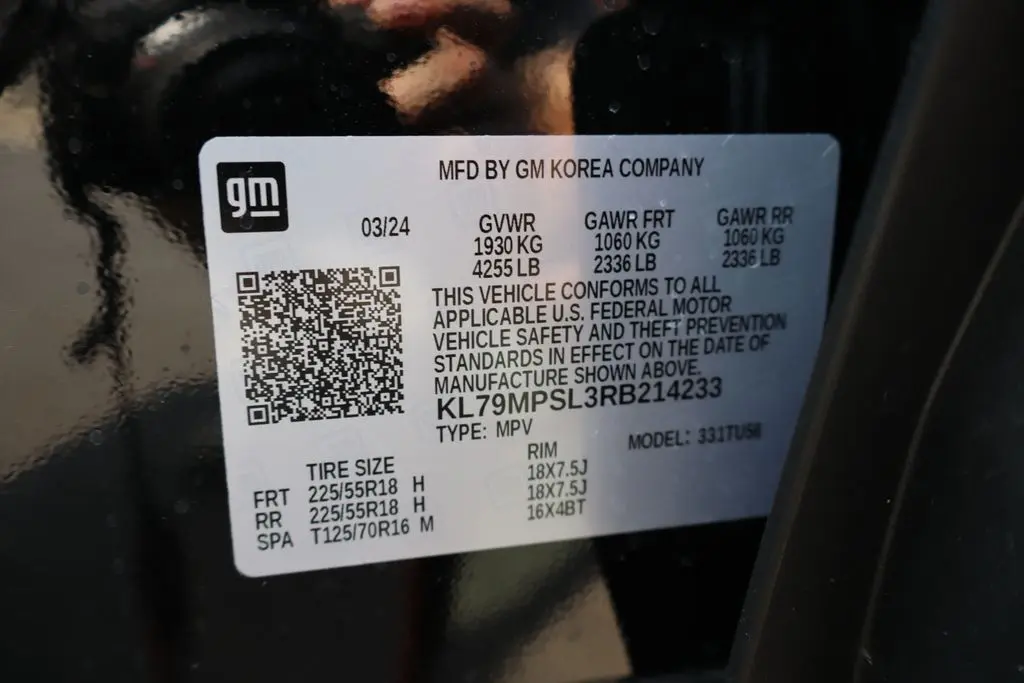 gm
MFD BY GM KOREA COMPANY
03/24
GVWR GAWR FRT GAWR RR
1930 KG 1060 KG 1060 KG
4255 LB 2336 LB 2336 LB
THIS VEHICLE CONFORMS TO ALL
APPLICABLE U.S. FEDERAL MOTOR
VEHICLE SAFETY AND THEFT PREVENTION
STANDARDS IN EFFECT ON THE DATE OF
MANUFACTURE SHOWN ABOVE.
KL79MPSL3RB214233
TYPE: MPV MODEL: 331TU58
TIRE SIZE RIM
FRT 225/55R18 H 18X7.5J
RR 225/55R18 H 18X7.5J
SPA T125/70R16 M 16X4BT